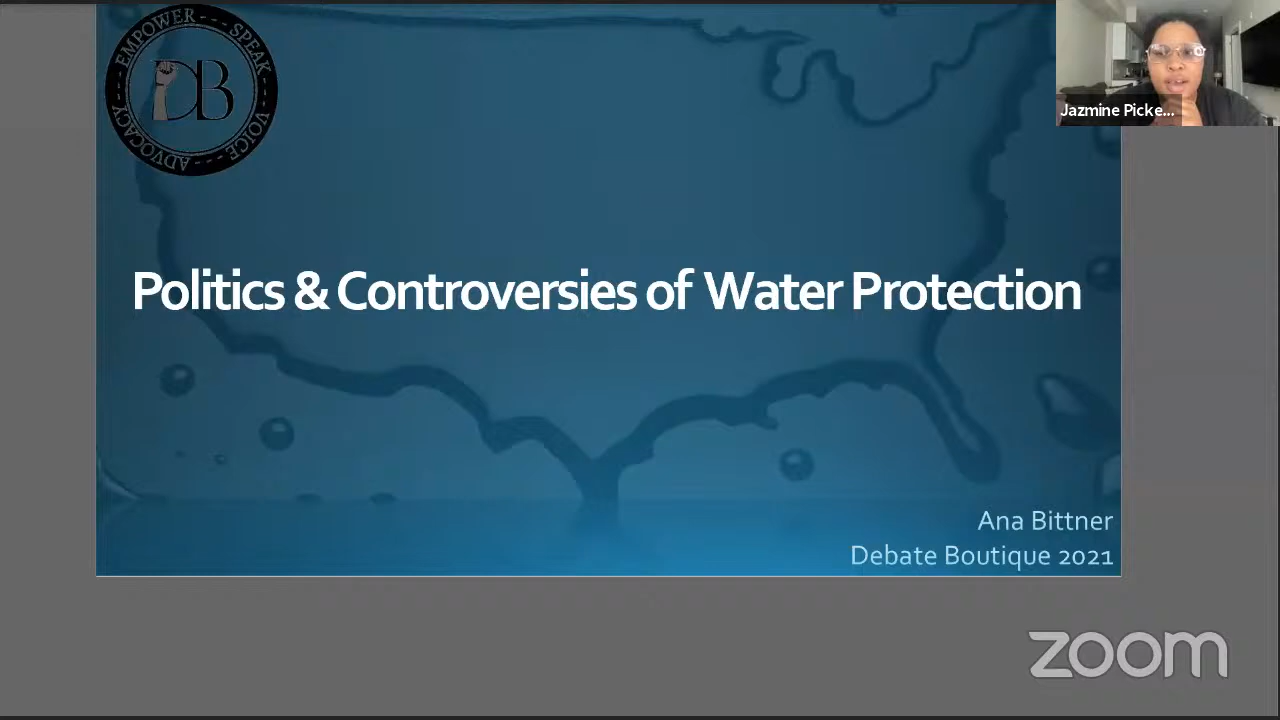 EMPOWER --- SPEAK --- VOICE --- ADVOCACY ---
DB
Jazmine Picke...
Politics & Controversies of Water Protection
Ana Bittner
Debate Boutique 2021
zoom